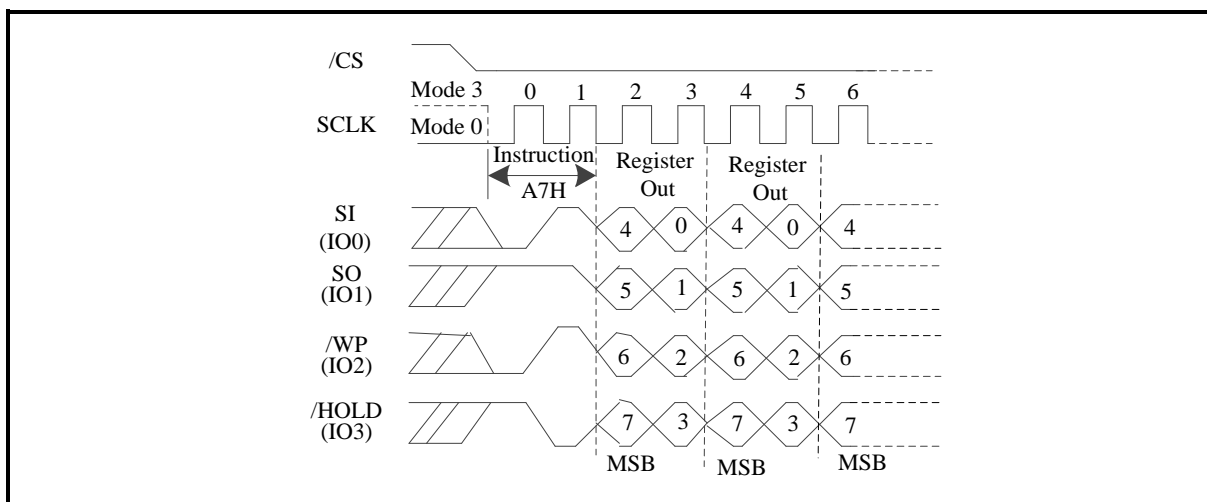 /CS
Mode 3 0 1 2 3 4 5 6
SCLK Mode 0
Instruction Register Register
A7H Out Out
SI
(IO0) 4 0 4 0 4
SO
(IO1) 5 1 5 1 5
/WP
(IO2) 6 2 6 2 6
/HOLD
(IO3) 7 3 7 3 7
MSB MSB MSB